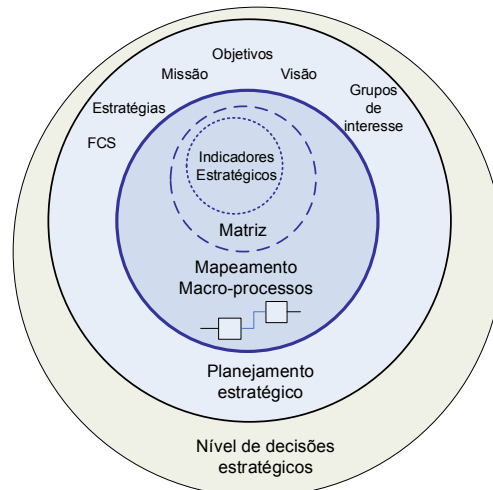 Objetivos
Missão
Visão
Grupos
de
interesse
Estratégias
FCS
Indicadores
Estratégicos
Matriz
Mapeamento
Macro-processos
Planejamento
estratégico
Nível de decisões
estratégicos